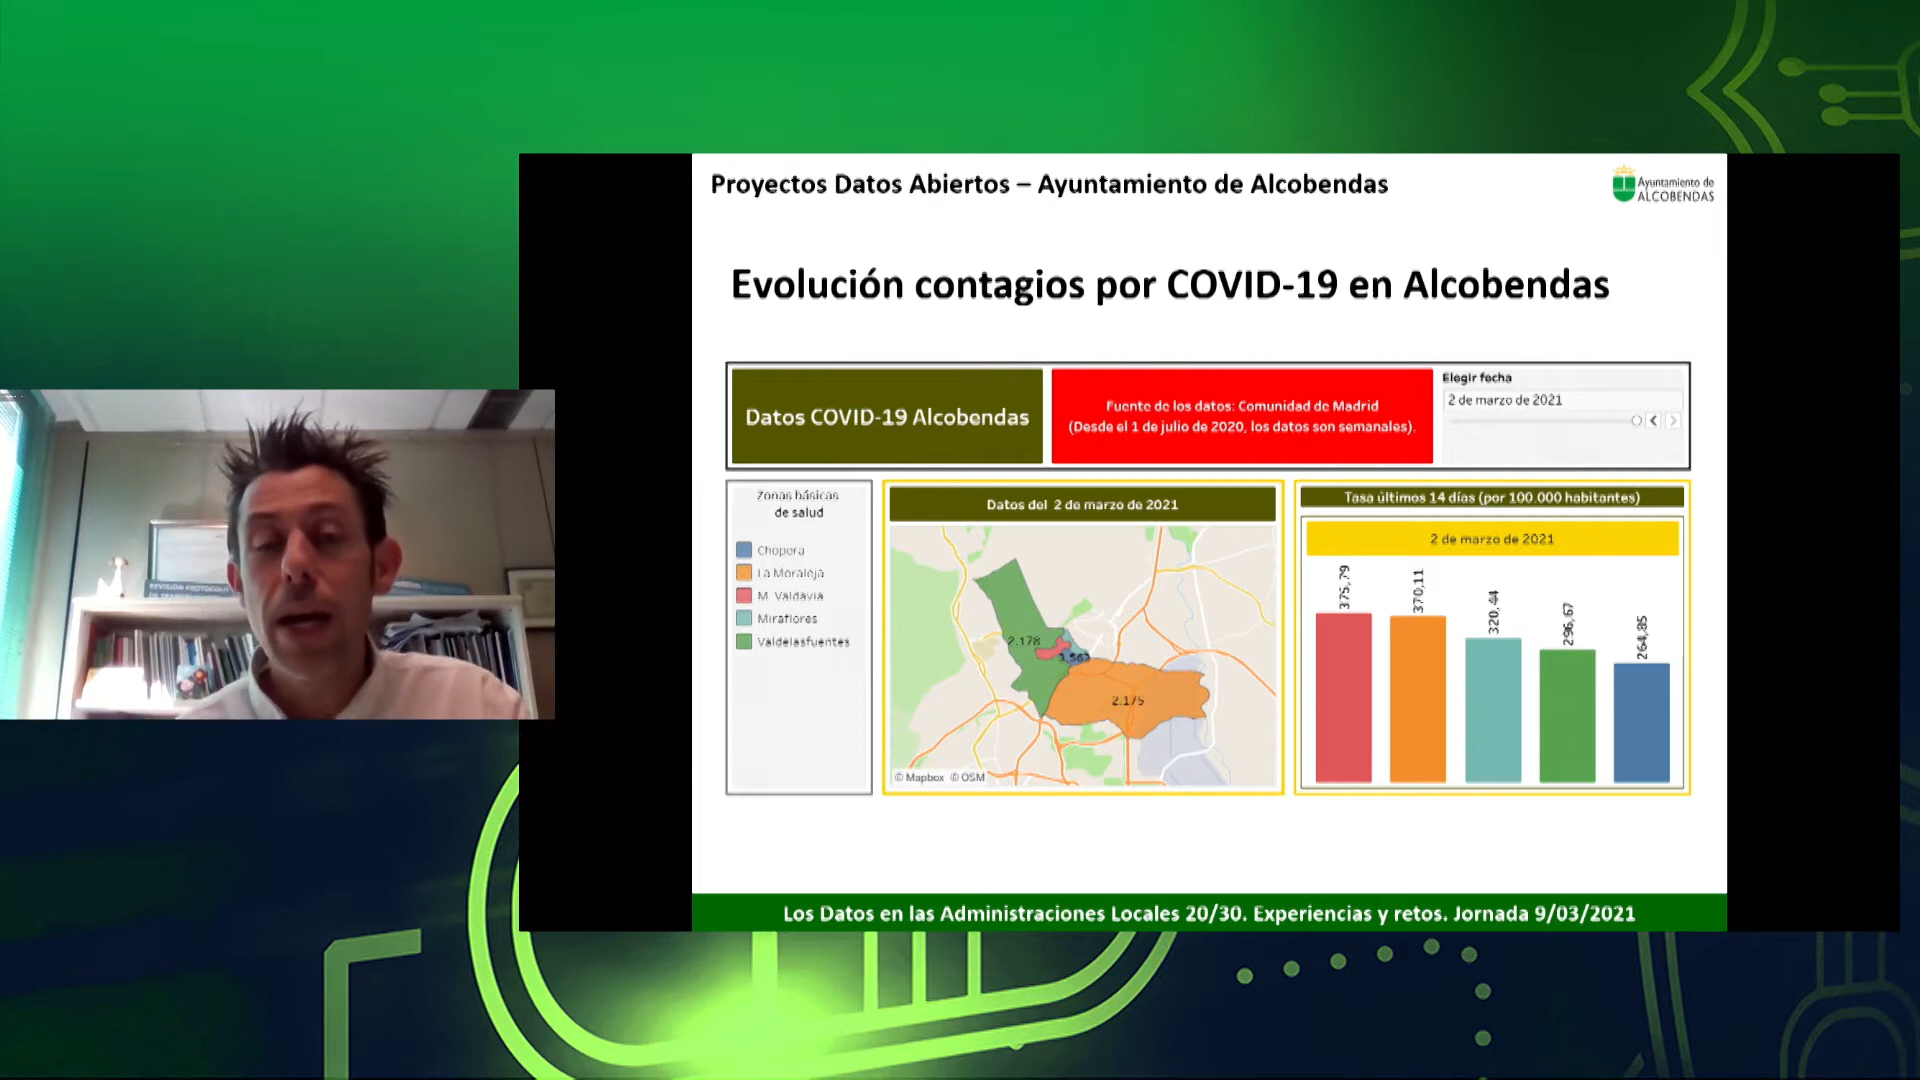 Proyectos Datos Abiertos – Ayuntamiento de Alcobendas
Ayuntamiento de
ALCOBENDAS
Evolución contagios por COVID-19 en Alcobendas
Datos COVID-19 Alcobendas
Fuente de los datos: Comunidad de Madrid
(Desde el 1 de julio de 2020, los datos son semanales).
Elegir fecha
2 de marzo de 2021
Zonas básicas
de salud
Chopera
La Moraleja
M. Valdavia
Miraflores
Valdelasfuentes
Datos del 2 de marzo de 2021
2.178
2.175
© Mapbox © OSM
Tasa últimos 14 días (por 100.000 habitantes)
2 de marzo de 2021
375,79
370,11
320,44
296,67
264,85
Los Datos en las Administraciones Locales 20/30. Experiencias y retos. Jornada 9/03/2021